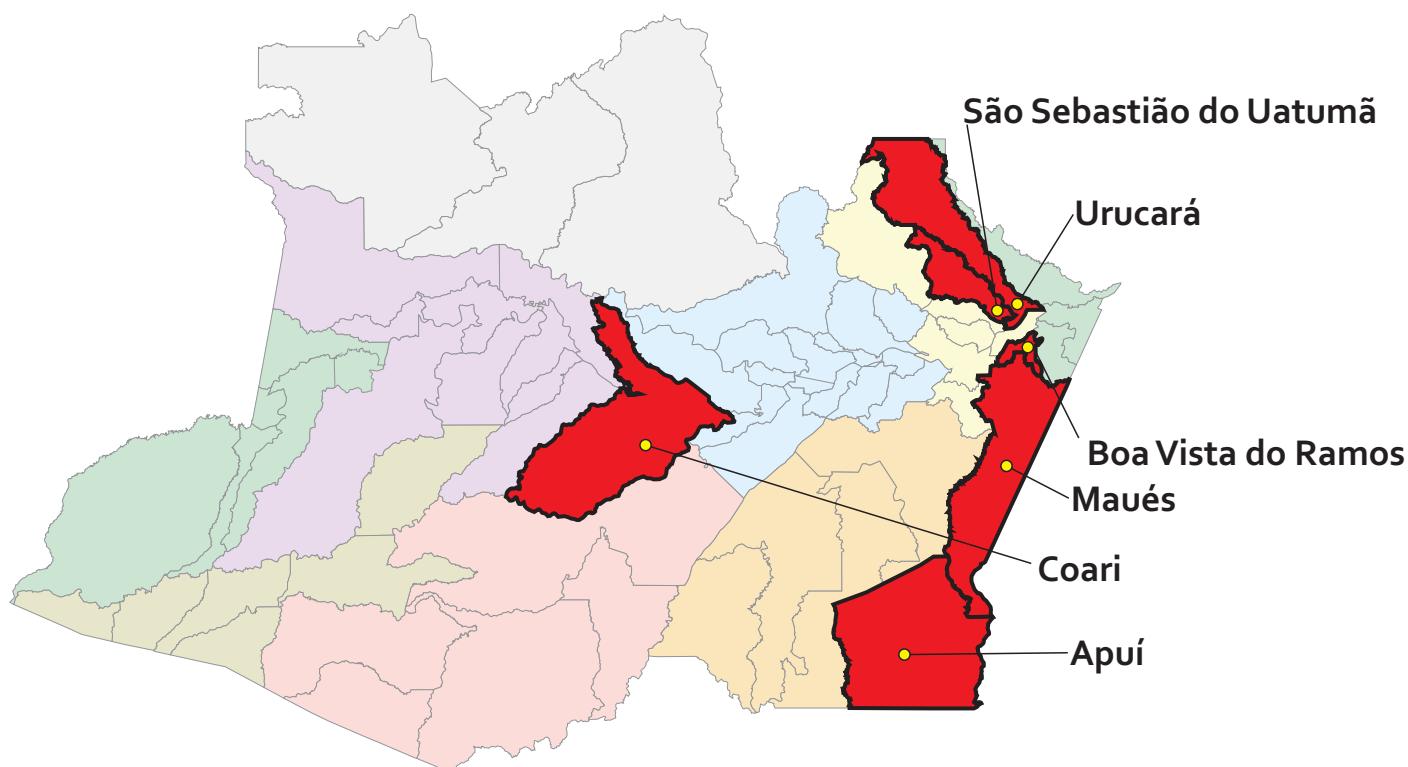 São Sebastião do Uatumã
Urucará
Boa Vista do Ramos
Maués
Coari
Apuí